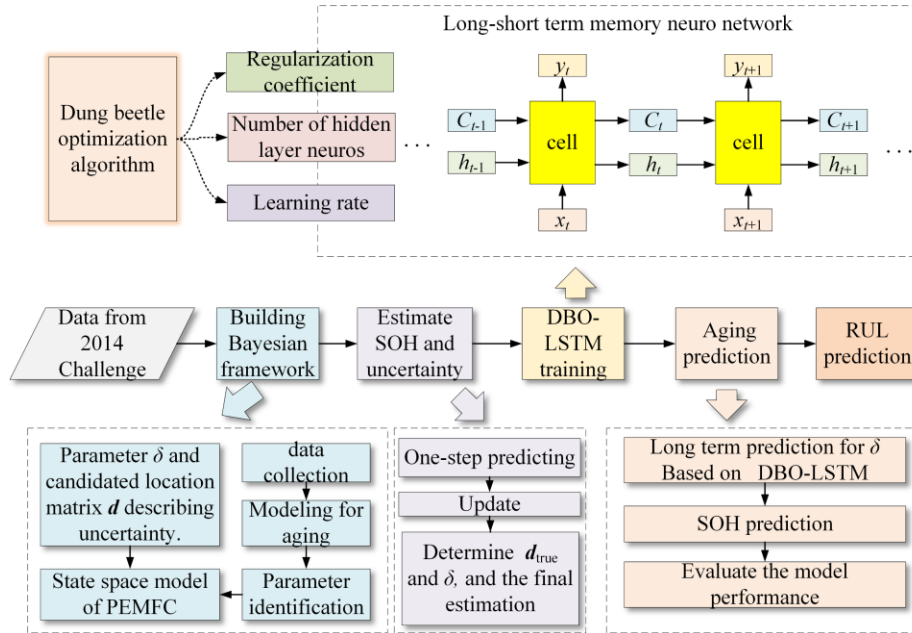 Long-short term memory neuro network
Dung beetle
optimization
algorithm
Regularization
coefficient
Number of hidden
layer neuros
Learning rate
y_t
y_{t+1}
C_{t-1}
cell
C_t
cell
C_{t+1}
. . .
h_{t-1}
h_t
h_{t+1}
. . .
x_t
x_{t+1}
Data from
2014
Challenge
Building
Bayesian
framework
Estimate
SOH and
uncertainty
DBO-
LSTM
training
Aging
prediction
RUL
prediction
Parameter δ and
candidated location
matrix d describing
uncertainty.
State space model
of PEMFC
data
collection
Modeling for
aging
Parameter
identification
One-step predicting
Update
Determine d_true
and δ, and the final
estimation
Long term prediction for δ
Based on DBO-LSTM
SOH prediction
Evaluate the model
performance